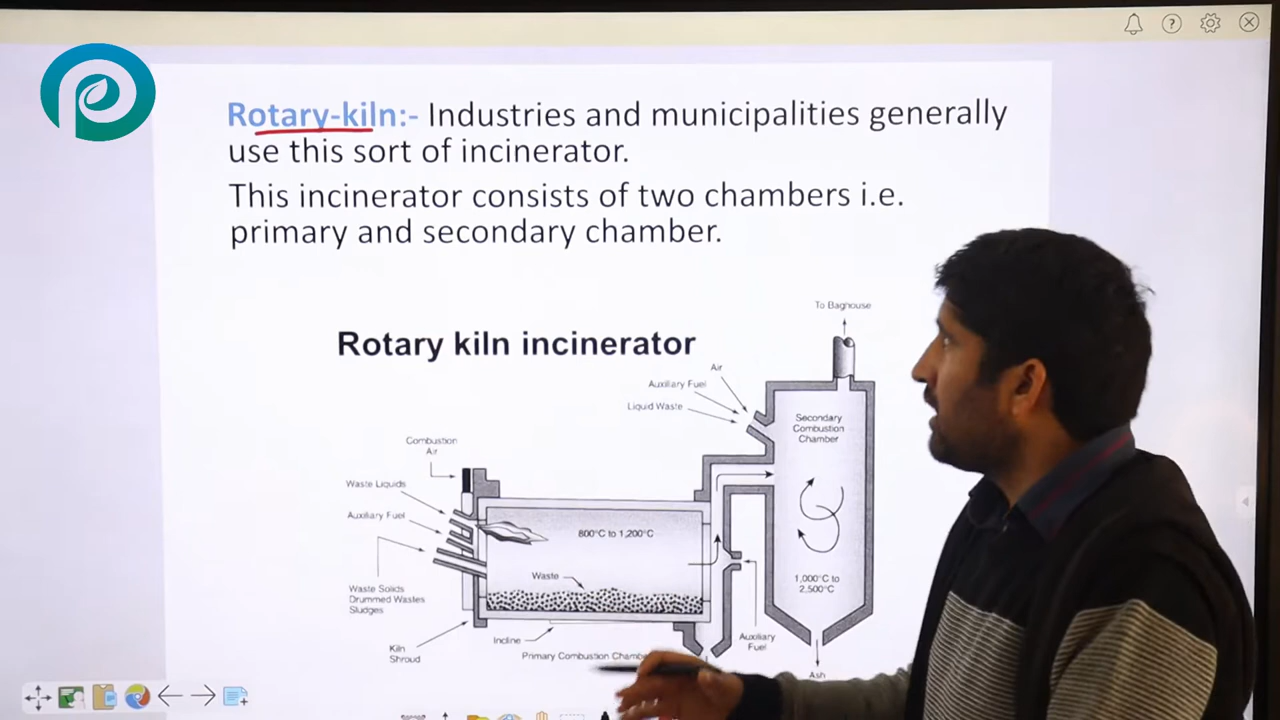 Rotary-kiln:- Industries and municipalities generally
use this sort of incinerator.
This incinerator consists of two chambers i.e.
primary and secondary chamber.
To Baghouse
Rotary kiln incinerator
Air
Auxiliary Fuel
Liquid Waste
Secondary
Combustion
Chamber
Combustion
Air
Waste Liquids
Auxiliary Fuel
800°C to 1,200°C
Waste
1,000°C to
2,500°C
Waste Solids
Drummed Wastes
Sludges
Incline
Auxiliary
Fuel
Kiln
Shroud
Primary Combustion
Ash